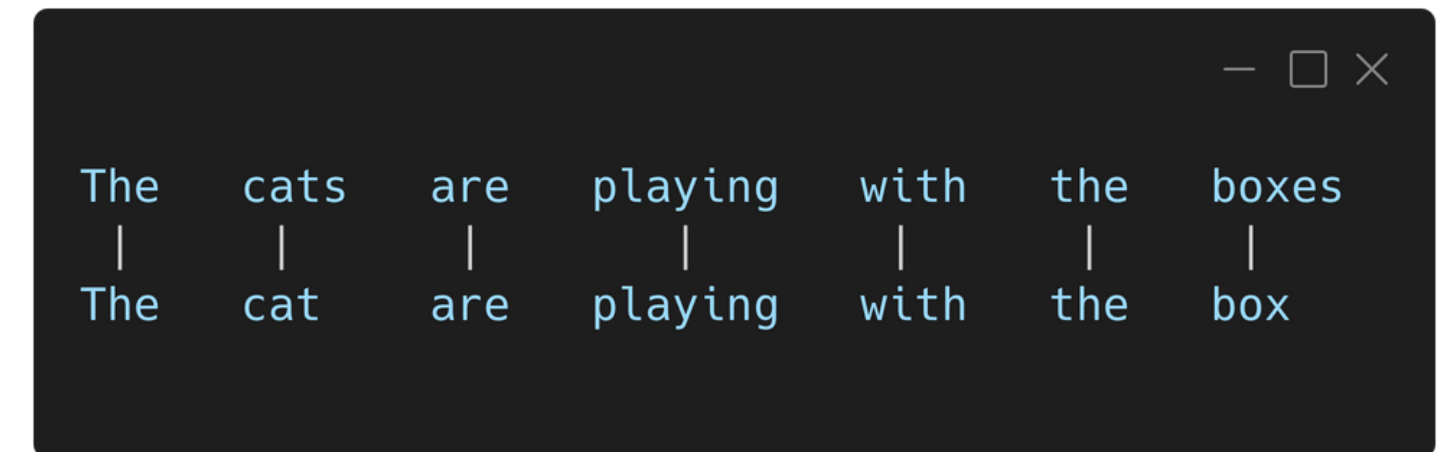 The cats are playing with the boxes
| | | | | | |
The cat are playing with the box